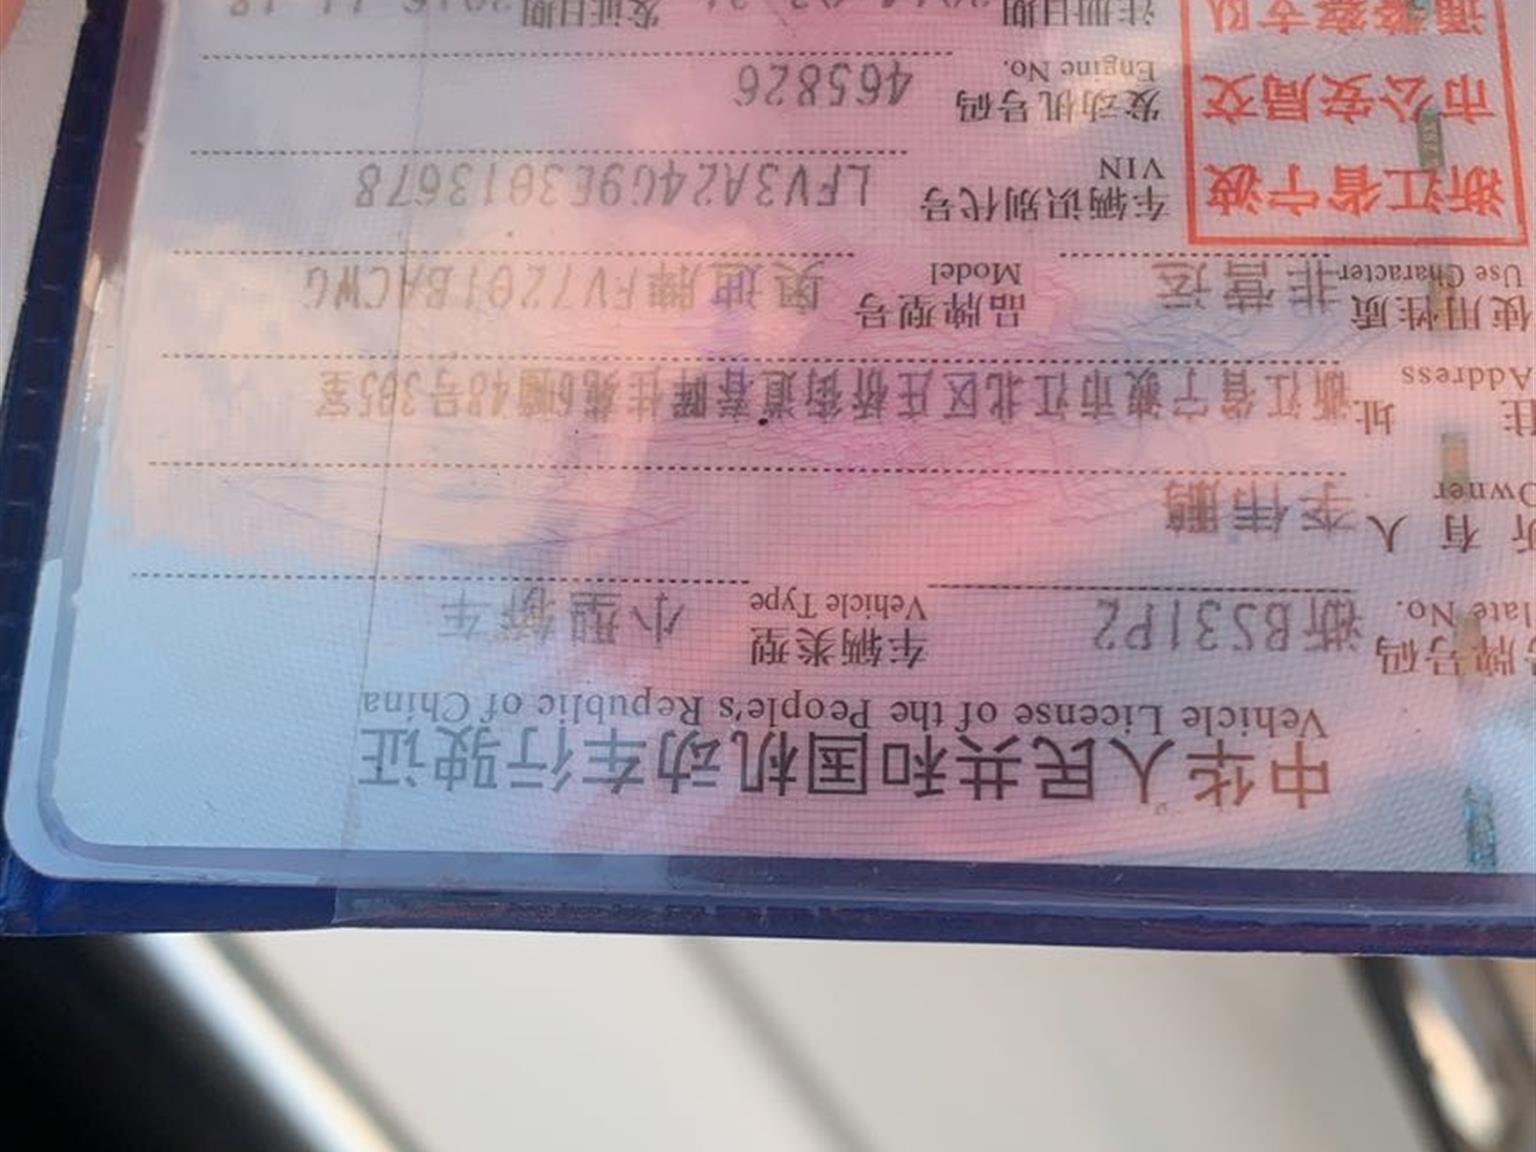 中华人民共和国机动车行驶证
Vehicle License of the People's Republic of China
号牌号码 浙BS31P2 车辆类型 小型轿车
Plate No. Vehicle Type
所有人 李伟鹏
Owner
住址 浙江省宁波市江北区庄桥街道春晖佳苑6幢48号305室
Address
使用性质 非营运 品牌型号 奥迪牌FV7201BACWG
Use Character Model
浙江省宁波 车辆识别代号 LFV3A24G9E3013678
VIN
市公安局交 发动机号码 465826
Engine No.
通警察支队 注册日期 发证日期